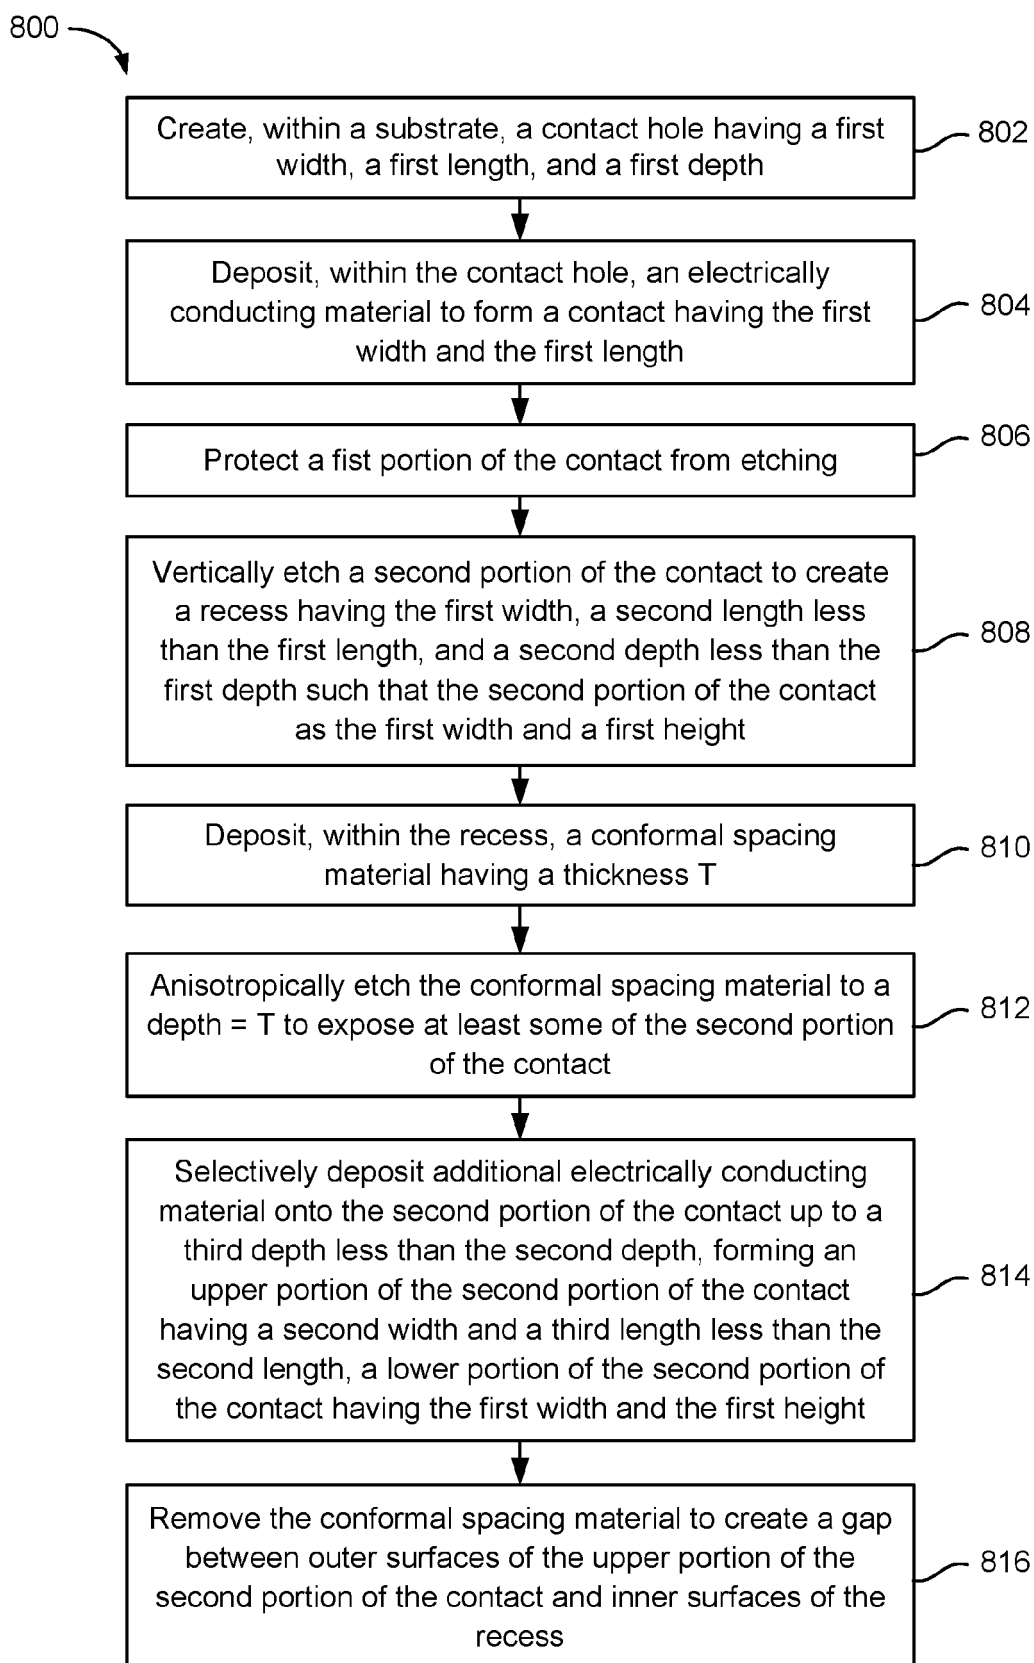 800
Create, within a substrate, a contact hole having a first
width, a first length, and a first depth
802
Deposit, within the contact hole, an electrically
conducting material to form a contact having the first
width and the first length
804
Protect a fist portion of the contact from etching
806
Vertically etch a second portion of the contact to create
a recess having the first width, a second length less
than the first length, and a second depth less than the
first depth such that the second portion of the contact
as the first width and a first height
808
Deposit, within the recess, a conformal spacing
material having a thickness T
810
Anisotropically etch the conformal spacing material to a
depth = T to expose at least some of the second portion
of the contact
812
Selectively deposit additional electrically conducting
material onto the second portion of the contact up to a
third depth less than the second depth, forming an
upper portion of the second portion of the contact
having a second width and a third length less than the
second length, a lower portion of the second portion of
the contact having the first width and the first height
814
Remove the conformal spacing material to create a gap
between outer surfaces of the upper portion of the
second portion of the contact and inner surfaces of the
recess
816